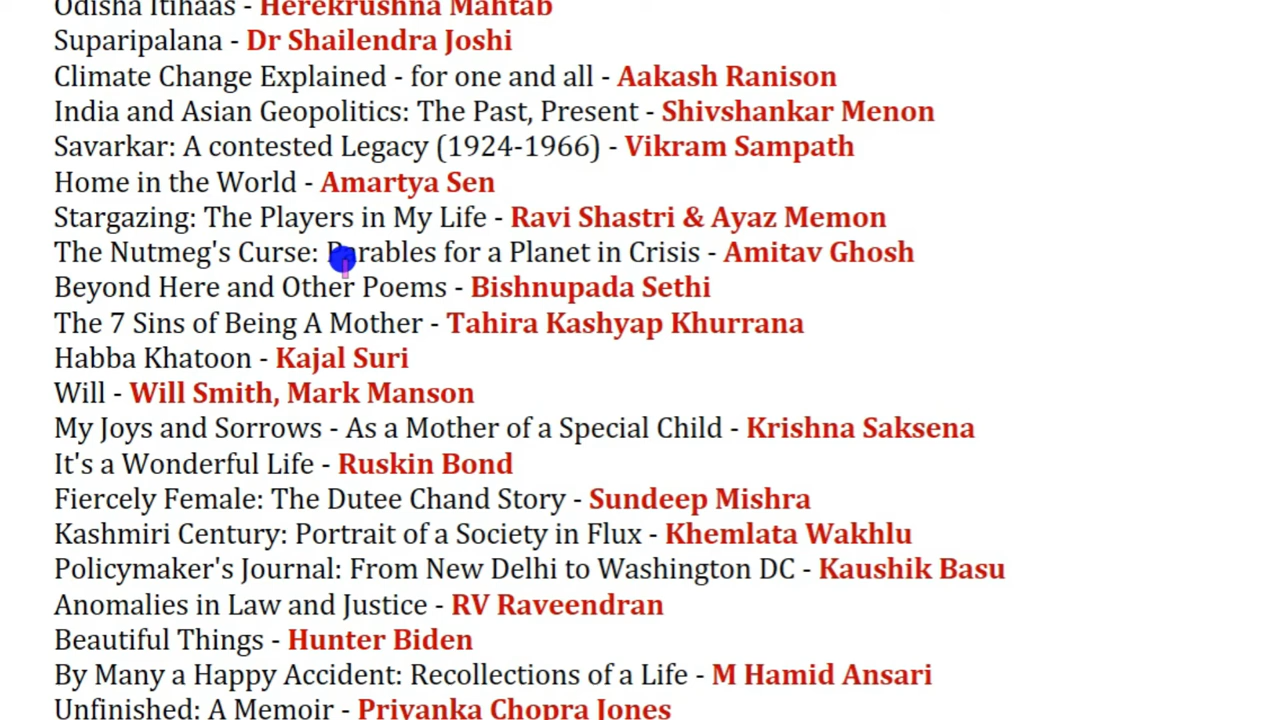 Odisha Itihaas - Herekrushna Mahtab
Suparipalana - Dr Shailendra Joshi
Climate Change Explained - for one and all - Aakash Ranison
India and Asian Geopolitics: The Past, Present - Shivshankar Menon
Savarkar: A contested Legacy (1924-1966) - Vikram Sampath
Home in the World - Amartya Sen
Stargazing: The Players in My Life - Ravi Shastri & Ayaz Memon
The Nutmeg's Curse: Parables for a Planet in Crisis - Amitav Ghosh
Beyond Here and Other Poems - Bishnupada Sethi
The 7 Sins of Being A Mother - Tahira Kashyap Khurrana
Habba Khatoon - Kajal Suri
Will - Will Smith, Mark Manson
My Joys and Sorrows - As a Mother of a Special Child - Krishna Saksena
It's a Wonderful Life - Ruskin Bond
Fiercely Female: The Dutee Chand Story - Sundeep Mishra
Kashmiri Century: Portrait of a Society in Flux - Khemlata Wakhlu
Policymaker's Journal: From New Delhi to Washington DC - Kaushik Basu
Anomalies in Law and Justice - RV Raveendran
Beautiful Things - Hunter Biden
By Many a Happy Accident: Recollections of a Life - M Hamid Ansari
Unfinished: A Memoir - Priyanka Chopra Jones